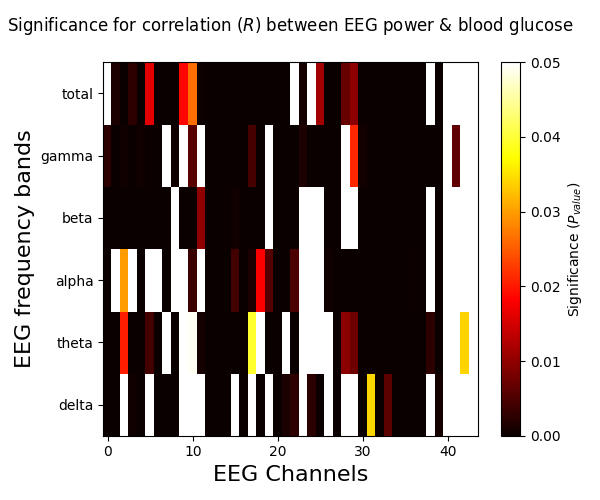 Significance for correlation (R) between EEG power & blood glucose
EEG frequency bands
total
gamma
beta
alpha
theta
delta
0 10 20 30 40
EEG Channels
0.05
0.04
0.03
0.02
0.01
0.00
Significance (Pvalue)